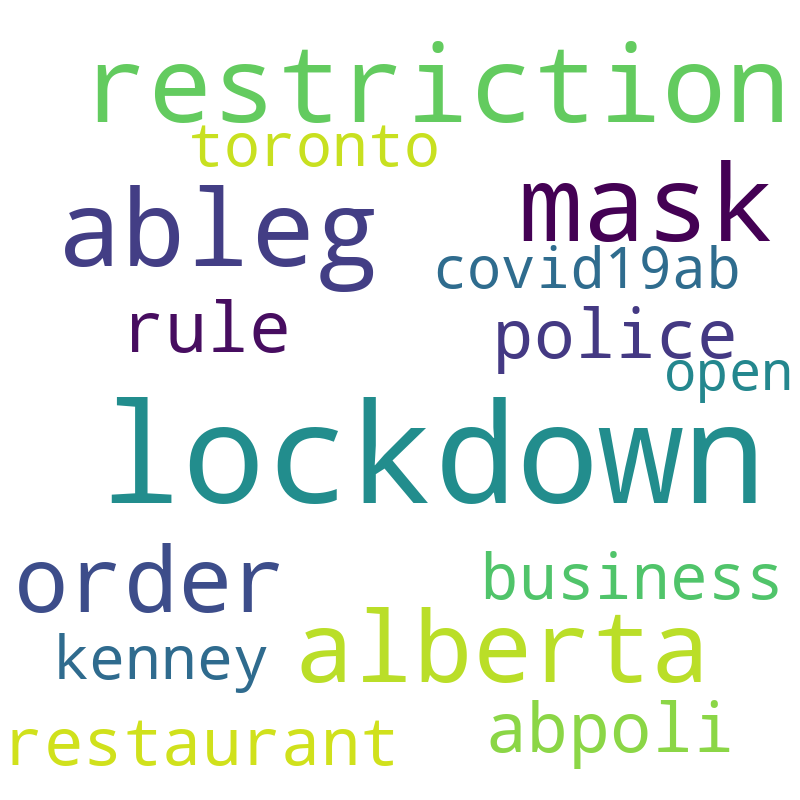 restriction
toronto
mask
ableg
covid19ab
rule
police
open
lockdown
order
business
alberta
kenney
abpoli
restaurant